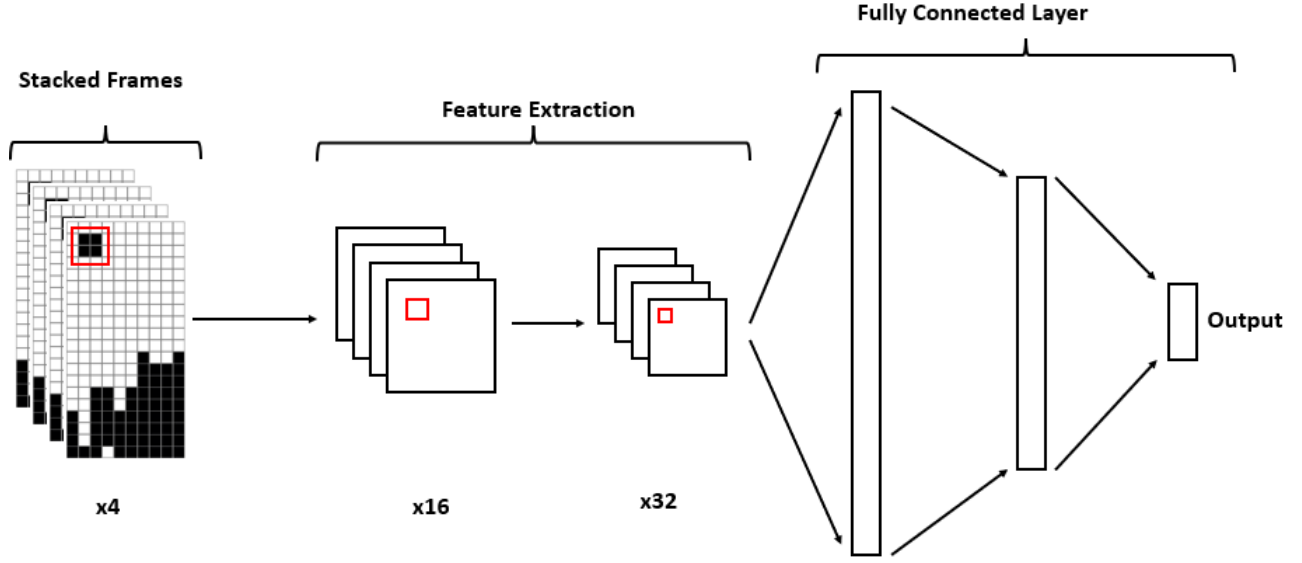 Fully Connected Layer
Stacked Frames
Feature Extraction
Output
x4
x16
x32